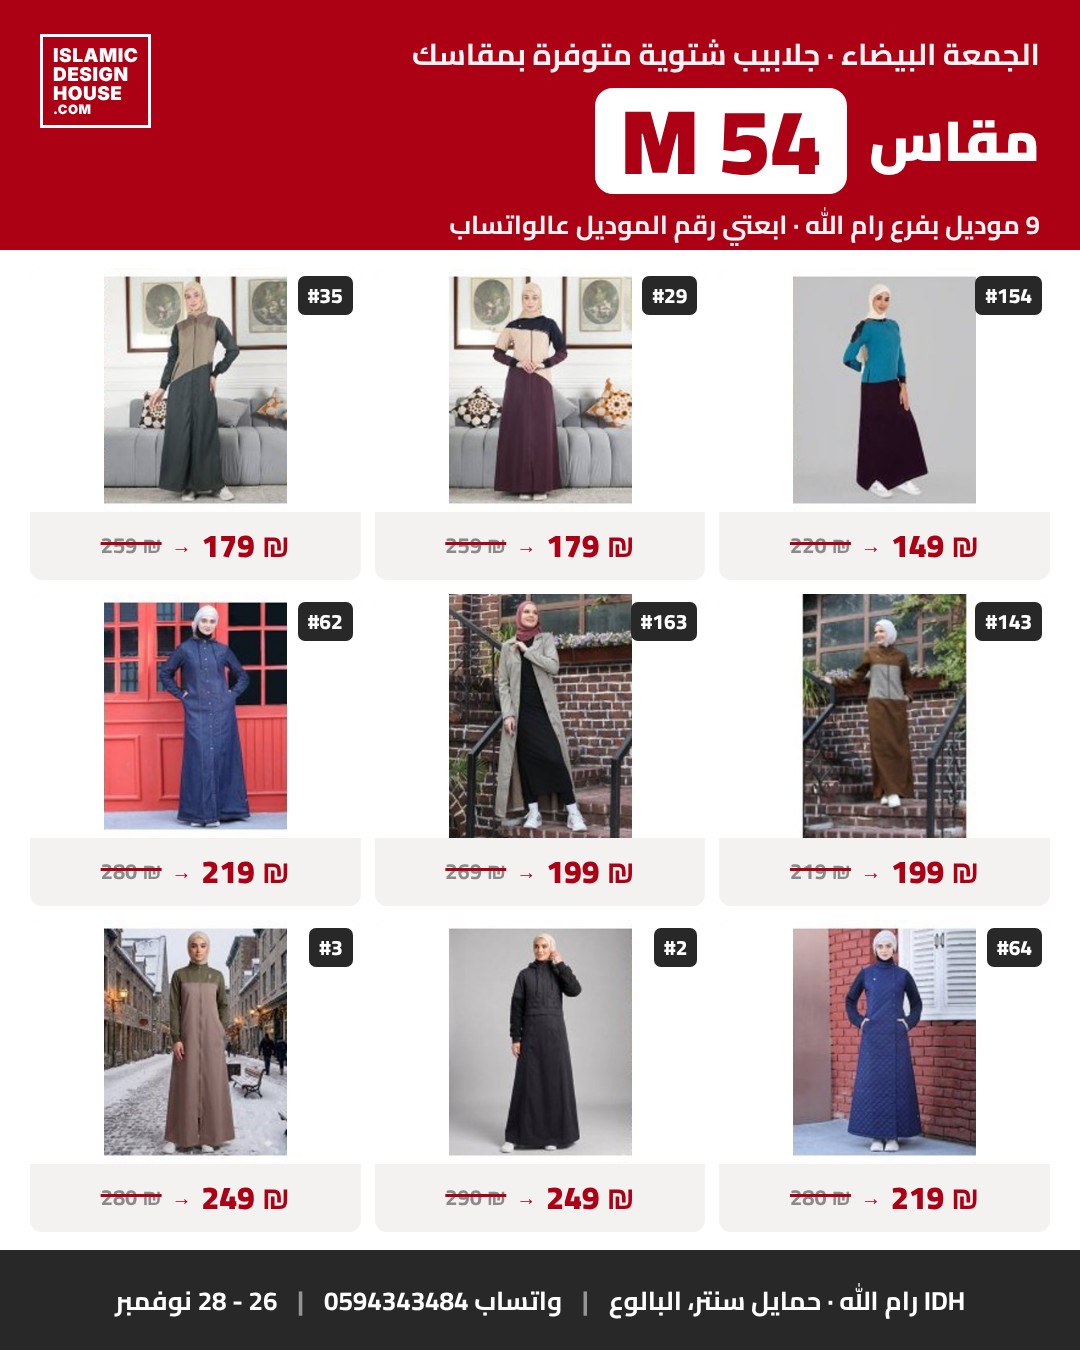 ISLAMIC
DESIGN
HOUSE
.COM
الجمعة البيضاء · جلابيب شتوية متوفرة بمقاسك
مقاس M 54
9 موديل بفرع رام الله · ابعتي رقم الموديل عالواتساب
#154
220 ₪ → 149 ₪
#29
259 ₪ → 179 ₪
#35
259 ₪ → 179 ₪
#143
219 ₪ → 199 ₪
#163
269 ₪ → 199 ₪
#62
280 ₪ → 219 ₪
#64
280 ₪ → 219 ₪
#2
290 ₪ → 249 ₪
#3
280 ₪ → 249 ₪
IDH رام الله · حمايل سنتر، البالوع | واتساب 0594343484 | 26 - 28 نوفمبر